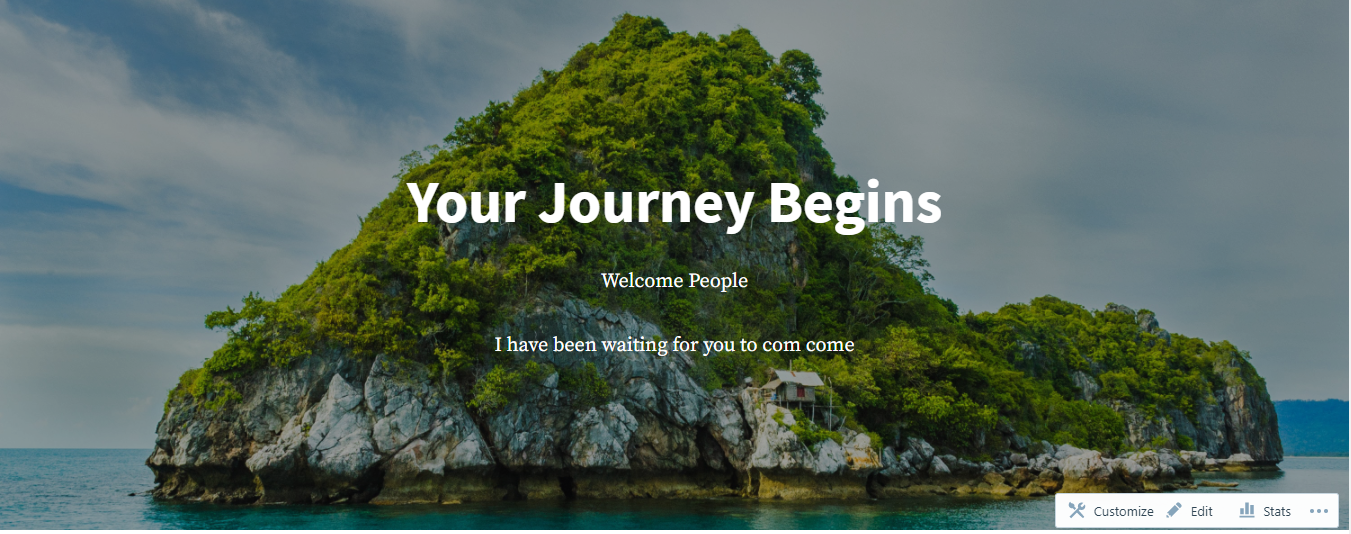 Your Journey Begins
Welcome People
I have been waiting for you to com come
Customize Edit Stats